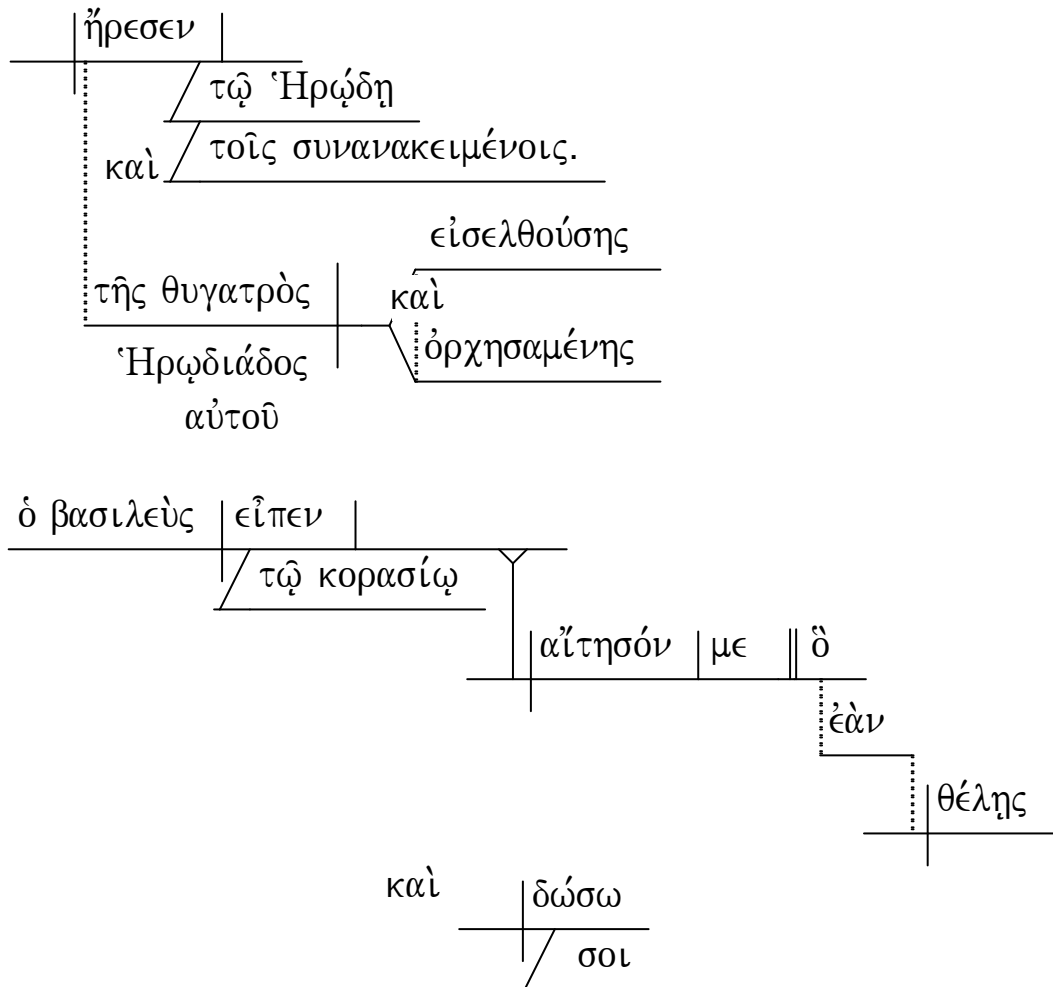 ἤρεσεν
τῷ Ἡρῴδῃ
τοῖς συνανακειμένοις.
καὶ
εἰσελθούσης
τῆς θυγατρὸς
καὶ
ὀρχησαμένης
Ἡρῳδιάδος
αὐτοῦ
ὁ βασιλεὺς εἶπεν
τῷ κορασίῳ
αἴτησόν με ὃ
ἐὰν
θέλῃς
καὶ δώσω
σοι